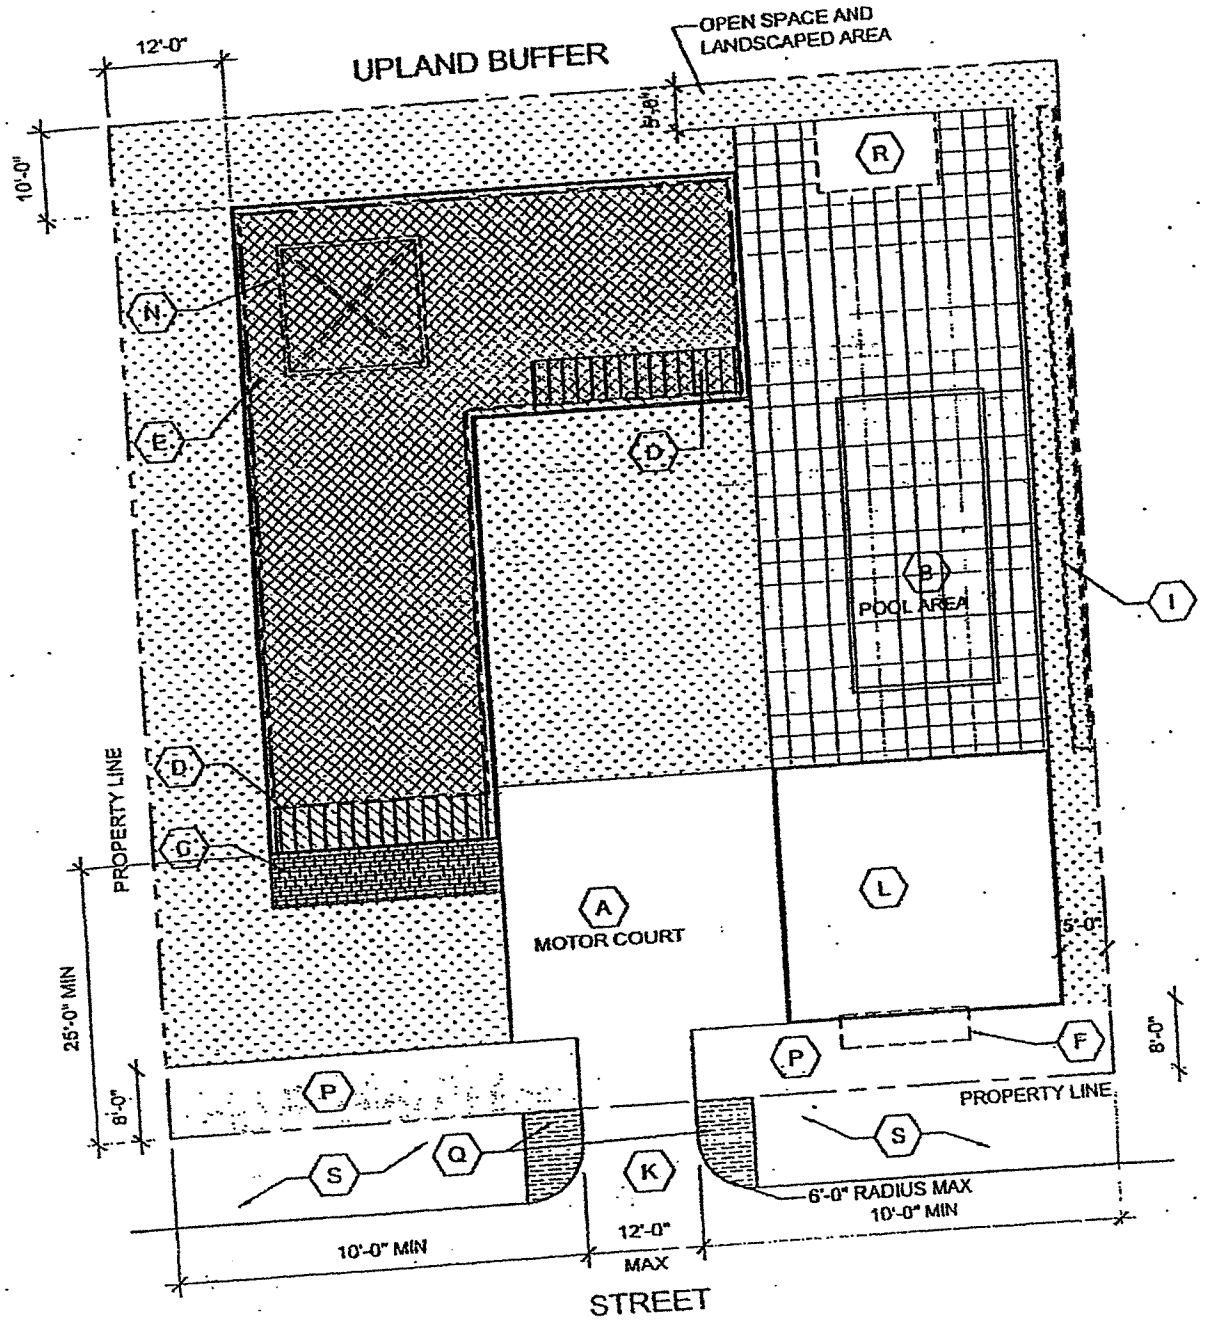 OPEN SPACE AND
LANDSCAPED AREA
12'-0"
UPLAND BUFFER
5'-8"
10'-0"
R
N
E
D
B
POOL AREA
I
PROPERTY LINE
D
C
A
MOTOR COURT
L
5'-0"
25'-0" MIN
8'-0"
P
P
F
8'-0"
PROPERTY LINE
S
Q
K
S
6'-0" RADIUS MAX
10'-0" MIN
10'-0" MIN
12'-0"
MAX
STREET